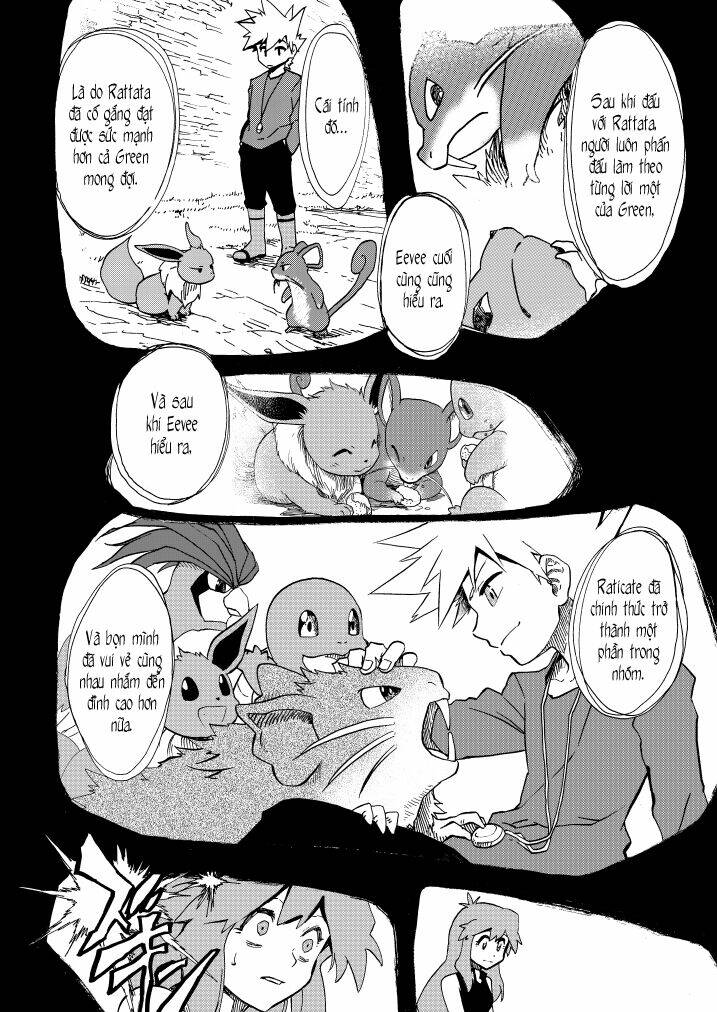 Sau khi đấu
với Rattata,
người luôn phấn
đấu làm theo
từng lời một
của Green,
Eevee cuối
cùng cũng
hiểu ra.
Cái tính
đó...
Là do Rattata
đã cố gắng đạt
được sức mạnh
hơn cả Green
mong đợi.
Và sau
khi Eevee
hiểu ra,
Raticate đã
chính thức trở
thành một
phần trong
nhóm.
Và bọn mình
đã vui vẻ cùng
nhau nhắm đến
đỉnh cao hơn
nữa.
ズキン